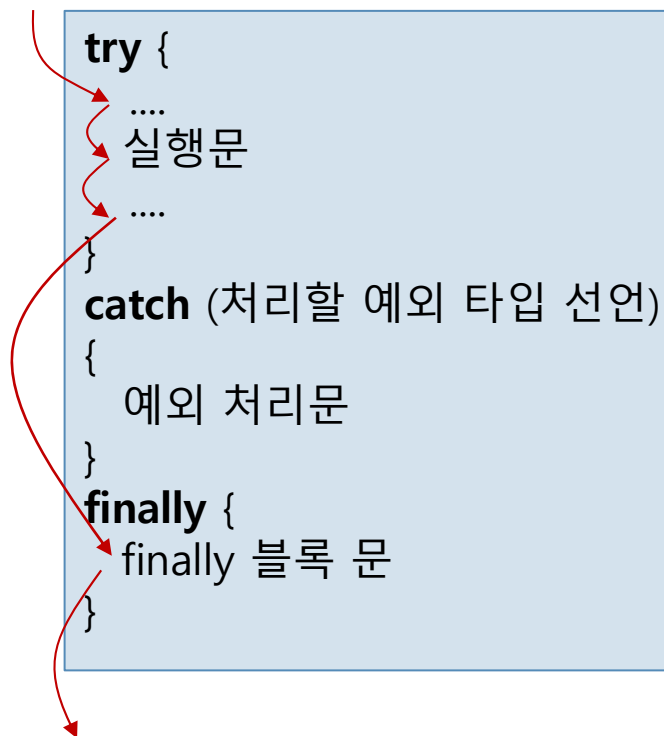 try {
....
실행문
....
}
catch (처리할 예외 타입 선언)
{
예외 처리문
}
finally {
finally 블록 문
}